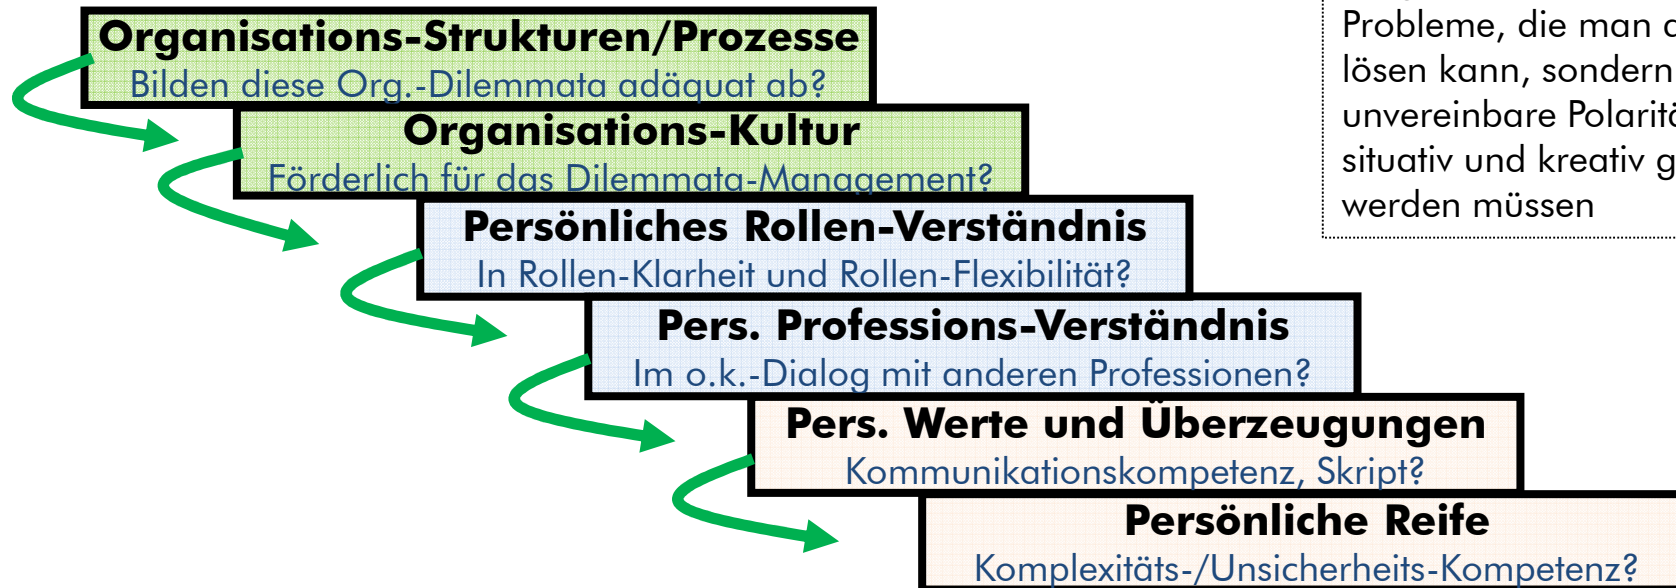 Organisations-Strukturen/Prozesse
Bilden diese Org.-Dilemmata adäquat ab?
Organisations-Kultur
Förderlich für das Dilemmata-Management?
Persönliches Rollen-Verständnis
In Rollen-Klarheit und Rollen-Flexibilität?
Pers. Professions-Verständnis
Im o.k.-Dialog mit anderen Professionen?
Pers. Werte und Überzeugungen
Kommunikationskompetenz, Skript?
Persönliche Reife
Komplexitäts-/Unsicherheits-Kompetenz?
Probleme, die man
lösen kann, sondern
unvereinbare
situativ und kreativ
werden müssen